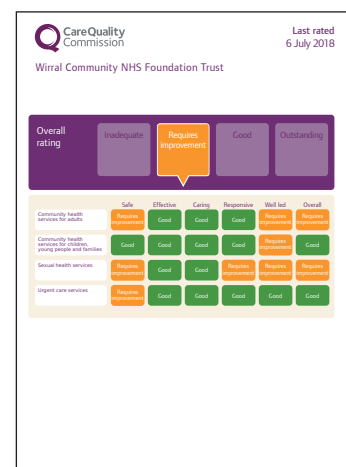 CareQuality
Commission
Last rated
6 July 2018
Wirral Community NHS Foundation Trust
Overall
rating
Inadequate
Requires
improvement
Good
Outstanding
Safe Effective Caring Responsive Well led Overall
Community health
services for adults
Requires
improvement
Good
Good
Good
Requires
improvement
Requires
improvement
Community health
services for children,
young people and families
Good
Good
Good
Good
Requires
improvement
Good
Sexual health services
Requires
improvement
Good
Good
Requires
improvement
Requires
improvement
Requires
improvement
Urgent care services
Requires
improvement
Good
Good
Good
Good
Good